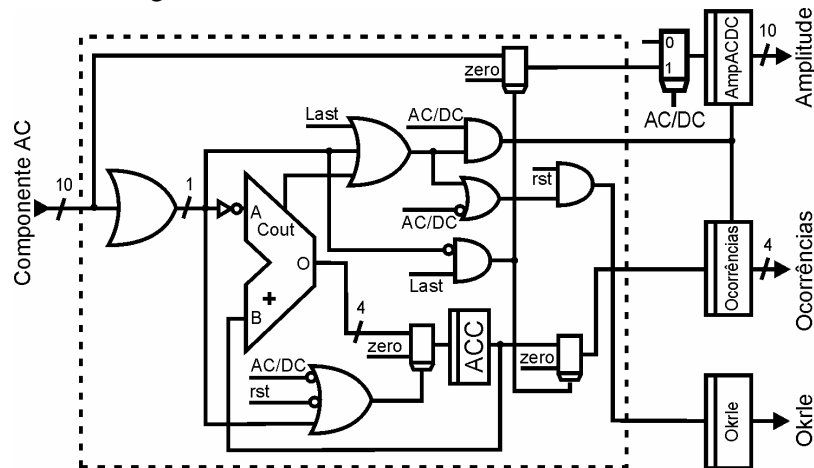 Componente AC
10
1
zero
0
1
AC/DC
AmpACDC
10
Amplitude
Last
AC/DC
AC/DC
rst
Last
A
Cout
O
+
B
4
zero
ACC
zero
AC/DC
rst
Ocorrências
4
Ocorrências
Okrle
Okrle